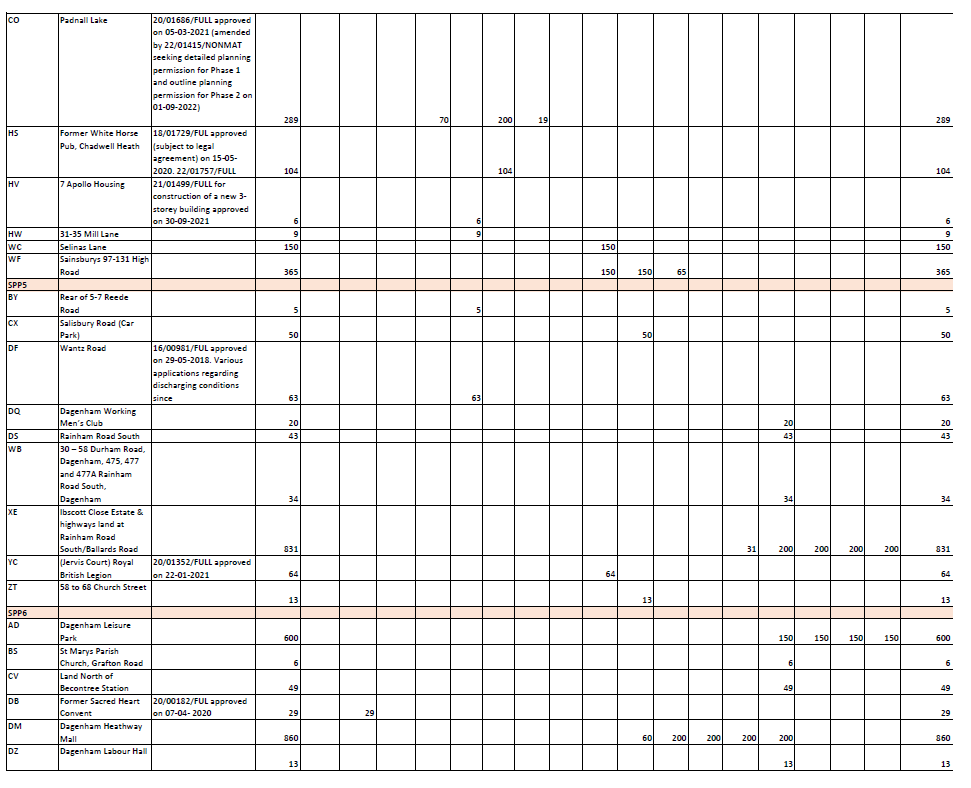 CO Padnall Lake 20/01686/FULL approved
on 05-03-2021 (amended
by 22/01415/NONMAT
seeking detailed planning
permission for Phase 1
and outline planning
permission for Phase 2 on
01-09-2022)
289 70 200 19 289
HS Former White Horse 18/01729/FUL approved
Pub, Chadwell Heath (subject to legal
agreement) on 15-05-
2020. 22/01757/FULL 104 104 104
HV 7 Apollo Housing 21/01499/FULL for
construction of a new 3-
storey building approved
on 30-09-2021 6 6 6
HW 31-35 Mill Lane 9 9 9
WC Selinas Lane 150 150 150
WF Sainsburys 97-131 High
Road 365 150 150 65 365
SPP5
BY Rear of 5-7 Reede
Road 5 5 5
CX Salisbury Road (Car
Park) 50 50 50
DF Wantz Road 16/00981/FUL approved
on 29-05-2018. Various
applications regarding
discharging conditions
since 63 63 63
DQ Dagenham Working
Men's Club 20 20 20
DS Rainham Road South 43 43 43
WB 30 – 58 Durham Road,
Dagenham, 475, 477
and 477A Rainham
Road South,
Dagenham 34 34 34
XE Ibscott Close Estate &
highways land at
Rainham Road
South/Ballards Road 831 31 200 200 200 200 831
YC (Jervis Court) Royal 20/01352/FULL approved
British Legion on 22-01-2021 64 64 64
ZT 58 to 68 Church Street
13 13 13
SPP6
AD Dagenham Leisure
Park 600 150 150 150 150 600
BS St Marys Parish
Church, Grafton Road 6 6 6
CV Land North of
Becontree Station 49 49 49
DB Former Sacred Heart 20/00182/FUL approved
Convent on 07-04- 2020 29 29 29
DM Dagenham Heathway
Mall 860 60 200 200 200 200 860
DZ Dagenham Labour Hall
13 13 13